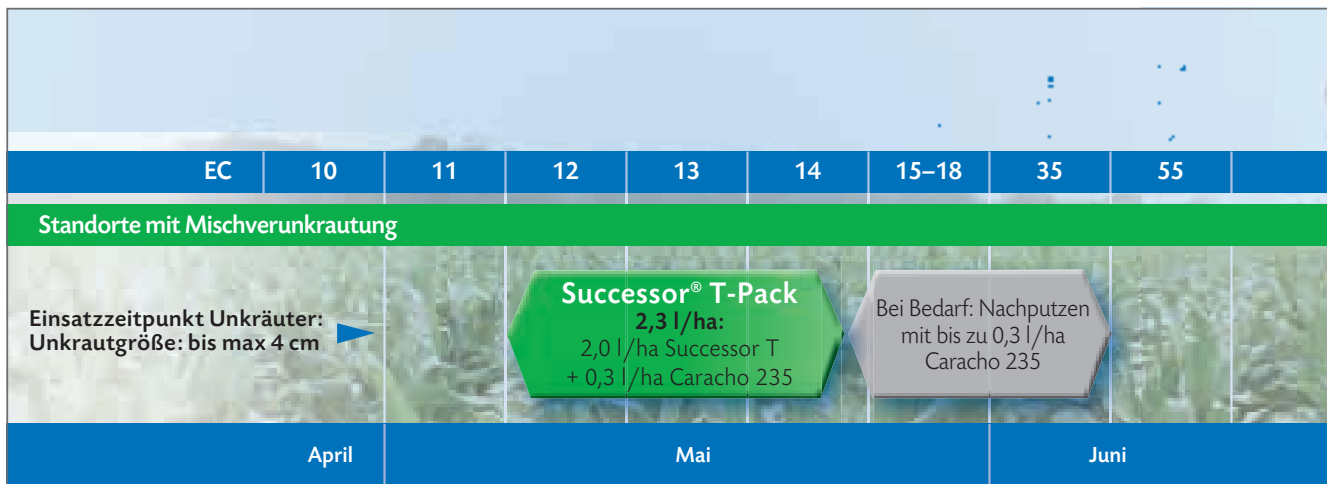 EC 10 11 12 13 14 15–18 35 55
Standorte mit Mischverunkrautung
Einsatzzeitpunkt Unkräuter:
Unkrautgröße: bis max 4 cm
Successor® T-Pack
2,3 l/ha:
2,0 l/ha Successor T
+ 0,3 l/ha Caracho 235
Bei Bedarf: Nachputzen
mit bis zu 0,3 l/ha
Caracho 235
April Mai Juni